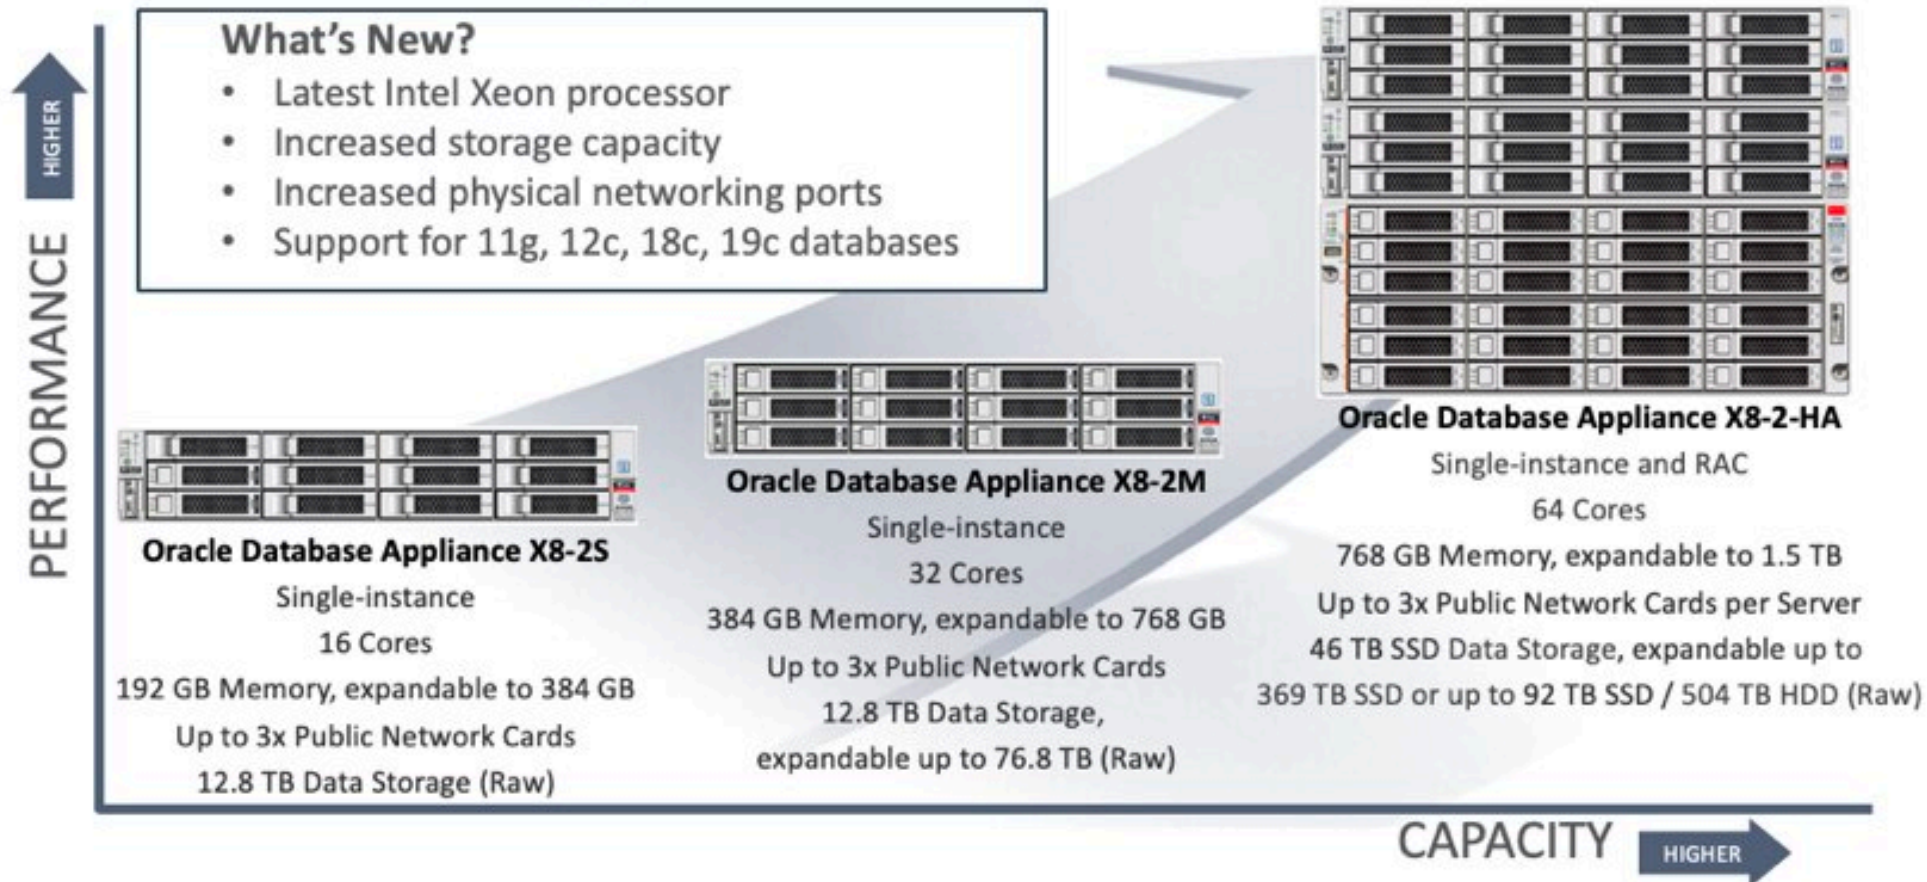 What's New?
• Latest Intel Xeon processor
• Increased storage capacity
• Increased physical networking ports
• Support for 11g, 12c, 18c, 19c databases
HIGHER
PERFORMANCE
Oracle Database Appliance X8-2S
Single-instance
16 Cores
192 GB Memory, expandable to 384 GB
Up to 3x Public Network Cards
12.8 TB Data Storage (Raw)
Oracle Database Appliance X8-2M
Single-instance
32 Cores
384 GB Memory, expandable to 768 GB
Up to 3x Public Network Cards
12.8 TB Data Storage,
expandable up to 76.8 TB (Raw)
Oracle Database Appliance X8-2-HA
Single-instance and RAC
64 Cores
768 GB Memory, expandable to 1.5 TB
Up to 3x Public Network Cards per Server
46 TB SSD Data Storage, expandable up to
369 TB SSD or up to 92 TB SSD / 504 TB HDD (Raw)
CAPACITY
HIGHER